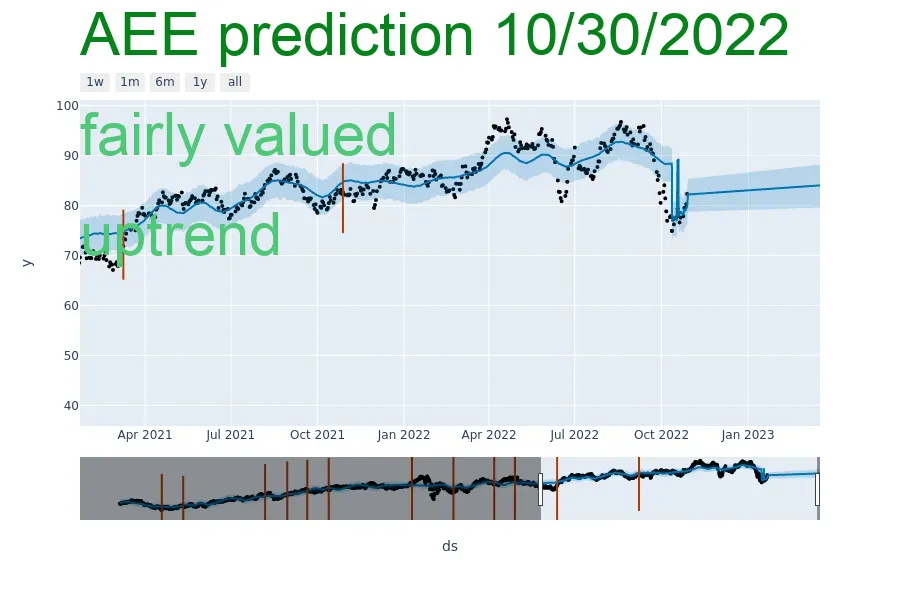 AEE prediction 10/30/2022
1w 1m 6m 1y all
100
fairly valued
90
80
uptrend
70
y
60
50
40
Apr 2021 Jul 2021 Oct 2021 Jan 2022 Apr 2022 Jul 2022 Oct 2022 Jan 2023
ds